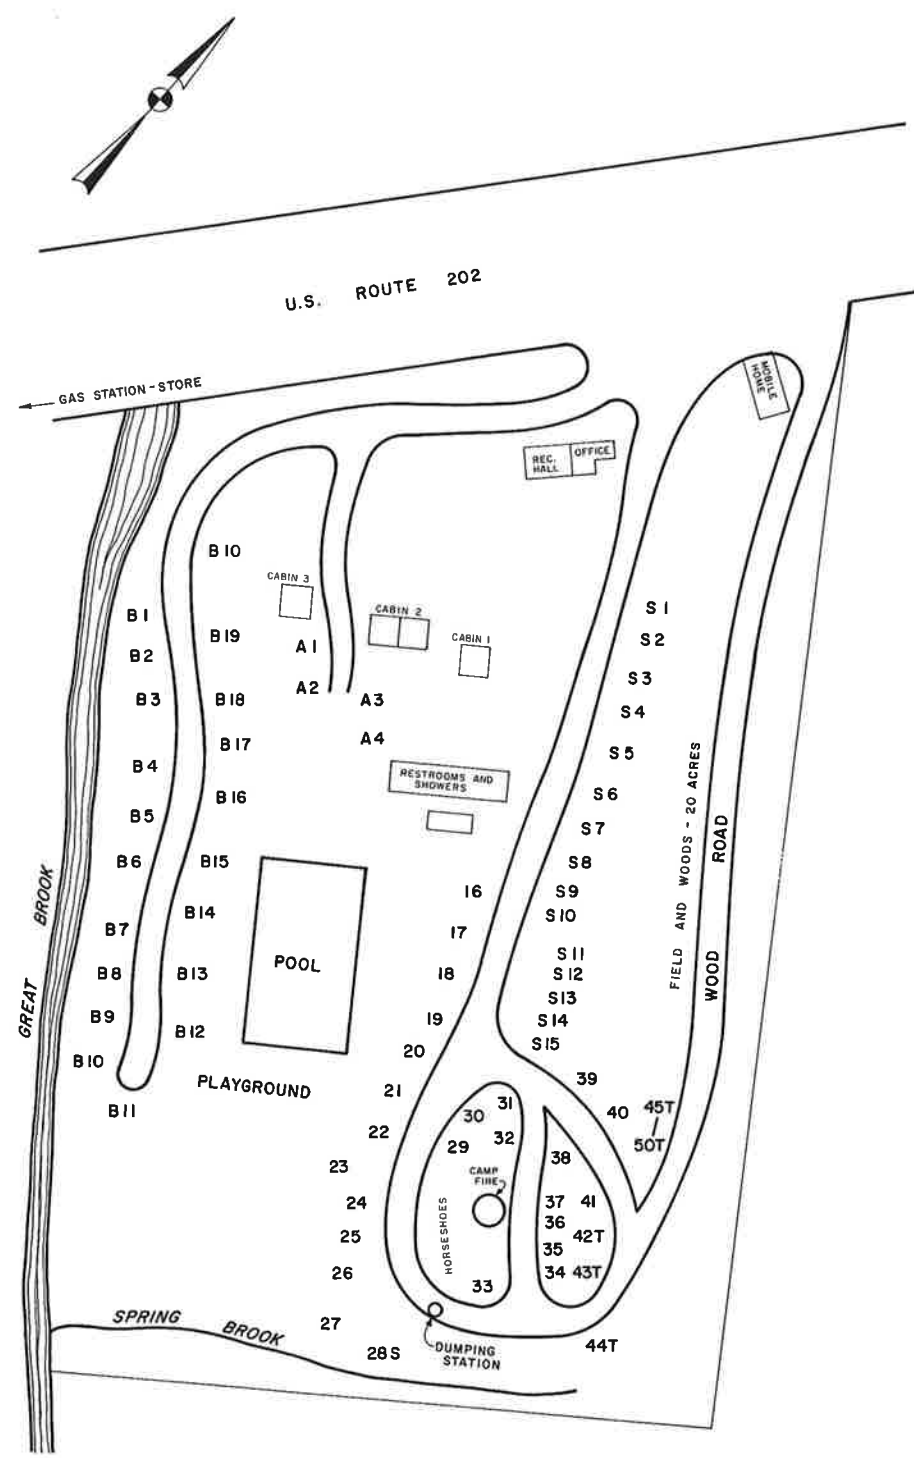 U.S. ROUTE 202
GAS STATION-STORE
MOBILE
HOME
REC.
HALL
OFFICE
B 10
CABIN 3
CABIN 2
CABIN 1
B 1
B 2
B 3
B 4
B 5
B 6
B 7
B 8
B 9
B 10
B 11
B 19
B 18
B 17
B 16
B 15
B 14
B 13
B 12
A 1
A 2
A 3
A 4
RESTROOMS AND
SHOWERS
POOL
PLAYGROUND
GREAT BROOK
S 1
S 2
S 3
S 4
S 5
S 6
S 7
S 8
S 9
S 10
S 11
S 12
S 13
S 14
S 15
FIELD AND WOODS - 20 ACRES
WOOD ROAD
16
17
18
19
20
21
22
23
24
25
26
27
28 S
39
40
45T
50T
31
30
32
29
CAMP
FIRE
HORSESHOES
33
38
37
41
36
42T
35
34
43T
44T
DUMPING
STATION
SPRING BROOK